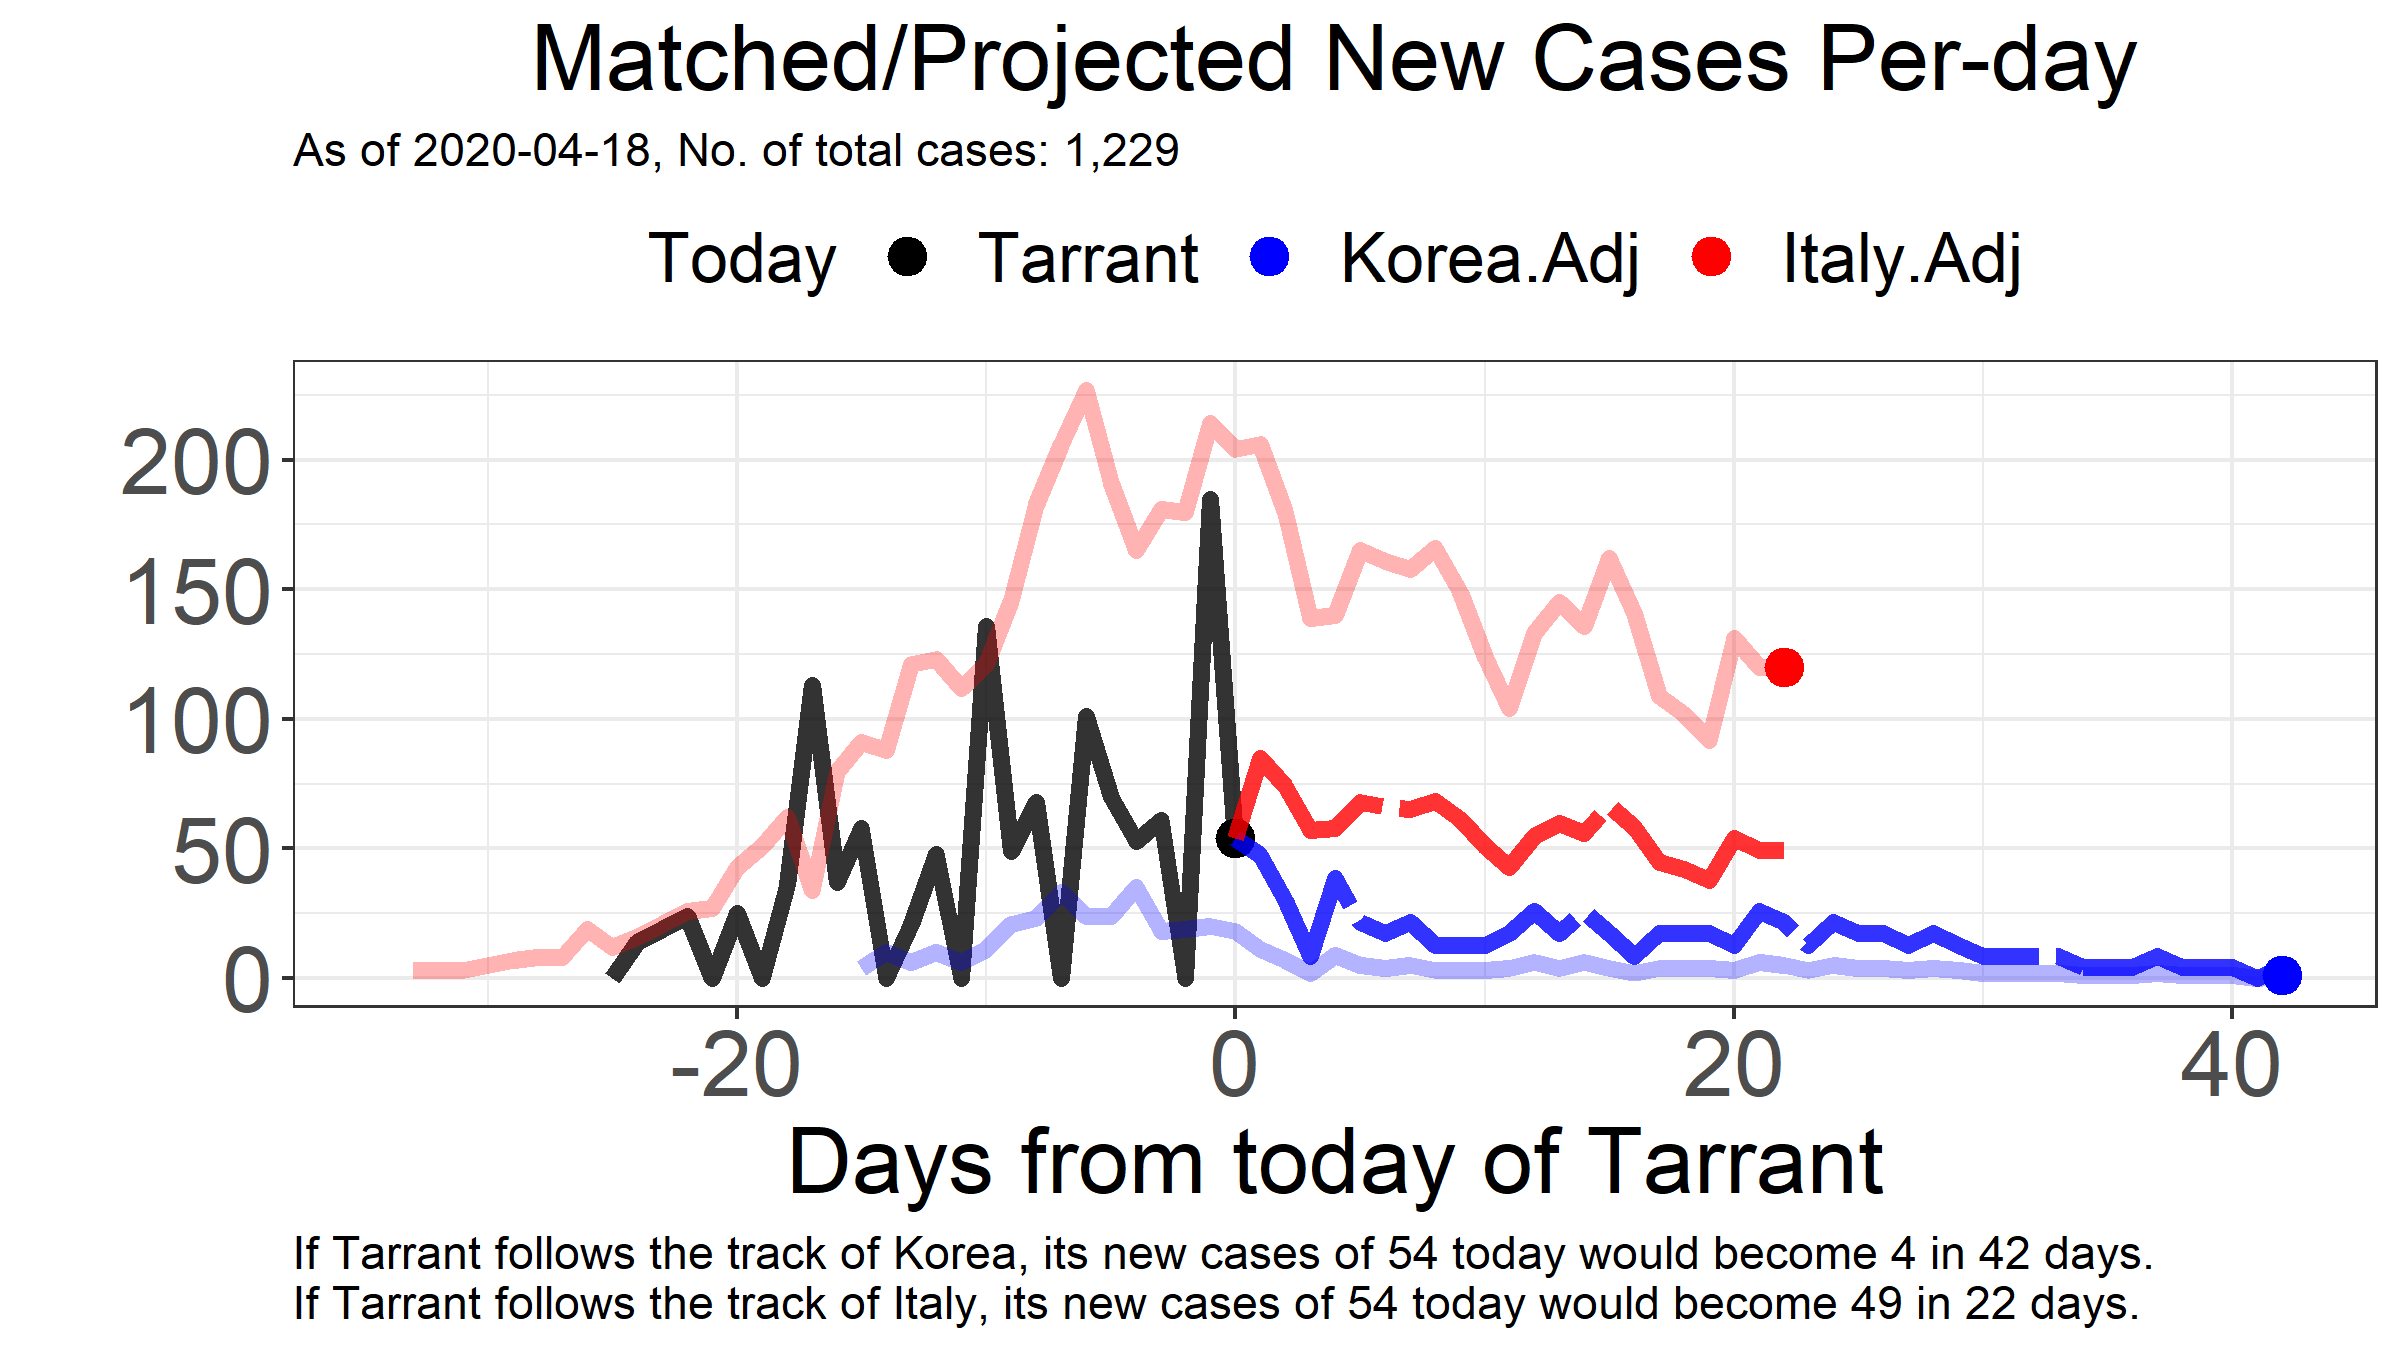 Matched/Projected New Cases Per-day
As of 2020-04-18, No. of total cases: 1,229
Today Tarrant Korea.Adj Italy.Adj
200
150
100
50
0
-20 0 20 40
Days from today of Tarrant
If Tarrant follows the track of Korea, its new cases of 54 today would become 4 in 42 days.
If Tarrant follows the track of Italy, its new cases of 54 today would become 49 in 22 days.